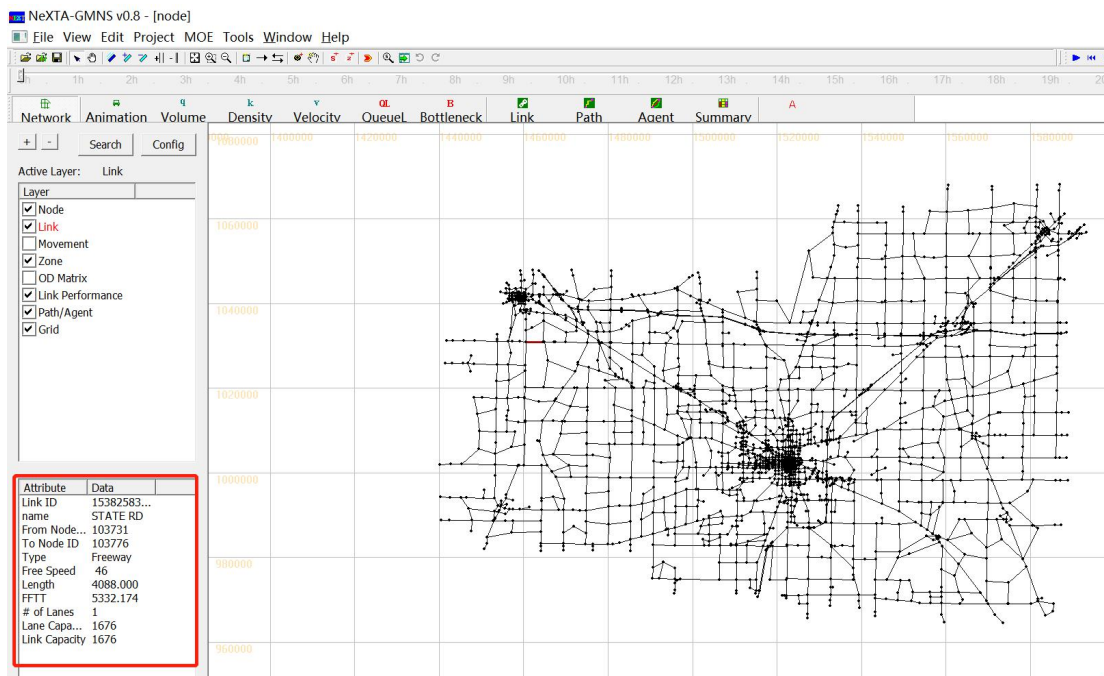 NeXTA-GMNS v0.8 - [node]
File View Edit Project MOE Tools Window Help
1h 2h 3h 4h 5h 6h 7h 8h 9h 10h 11h 12h 13h 14h 15h 16h 17h 18h 19h
q k v QL B A
Network Animation Volume Density Velocity QueueL Bottleneck Link Path Agent Summary
+ - Search Config
1400000 1420000 1440000 1460000 1480000 1500000 1520000 1540000 1560000 1580000
1080000
Active Layer: Link
Layer
Node
1060000
Link
Movement
Zone
OD Matrix
Link Performance
Path/Agent
1040000
Grid
1020000
1000000
Attribute Data
Link ID 15382583...
name STATE RD
From Node... 103731
To Node ID 103776
Type Freeway
Free Speed 46
980000
Length 4088.000
FFTT 5332.174
# of Lanes 1
Lane Capa... 1676
Link Capacity 1676
960000